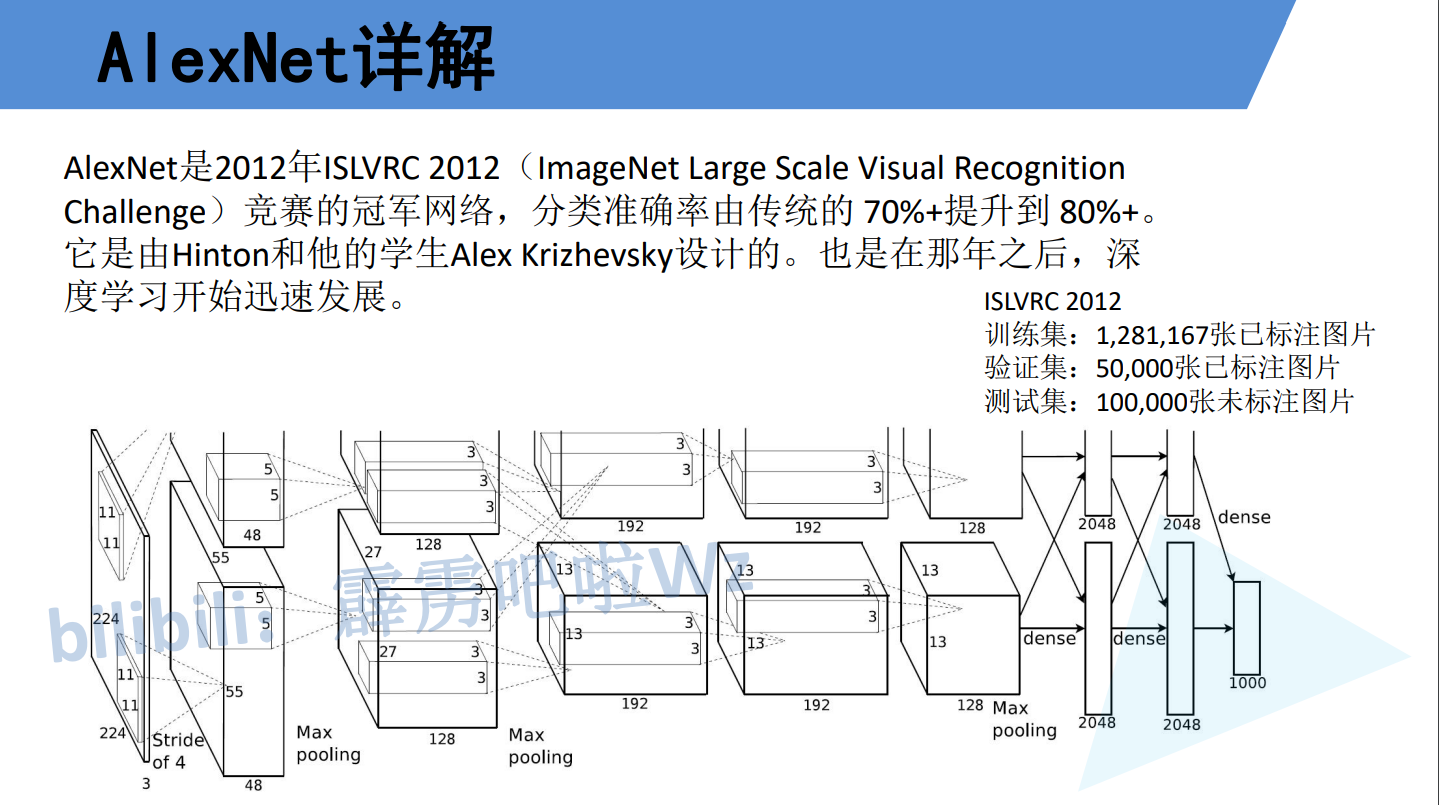 AlexNet详解
AlexNet是2012年ISLVRC 2012（ImageNet Large Scale Visual Recognition
Challenge）竞赛的冠军网络，分类准确率由传统的 70%+提升到 80%+。
它是由Hinton和他的学生Alex Krizhevsky设计的。也是在那年之后，深
度学习开始迅速发展。
ISLVRC 2012
训练集：1,281,167张已标注图片
验证集：50,000张已标注图片
测试集：100,000张未标注图片
11
11
5
5
48
55
3
3
3
128
27
3
3
192
3
3
192
128
2048
2048
dense
224
11
11
224
3
Stride
of 4
5
5
55
48
Max
pooling
3
3
27
3
3
128
Max
pooling
13
13
3
3
192
13
3
3
13
192
13
13
128
Max
pooling
dense
dense
2048
2048
1000
bilibili: 霹雳吧啦Wz